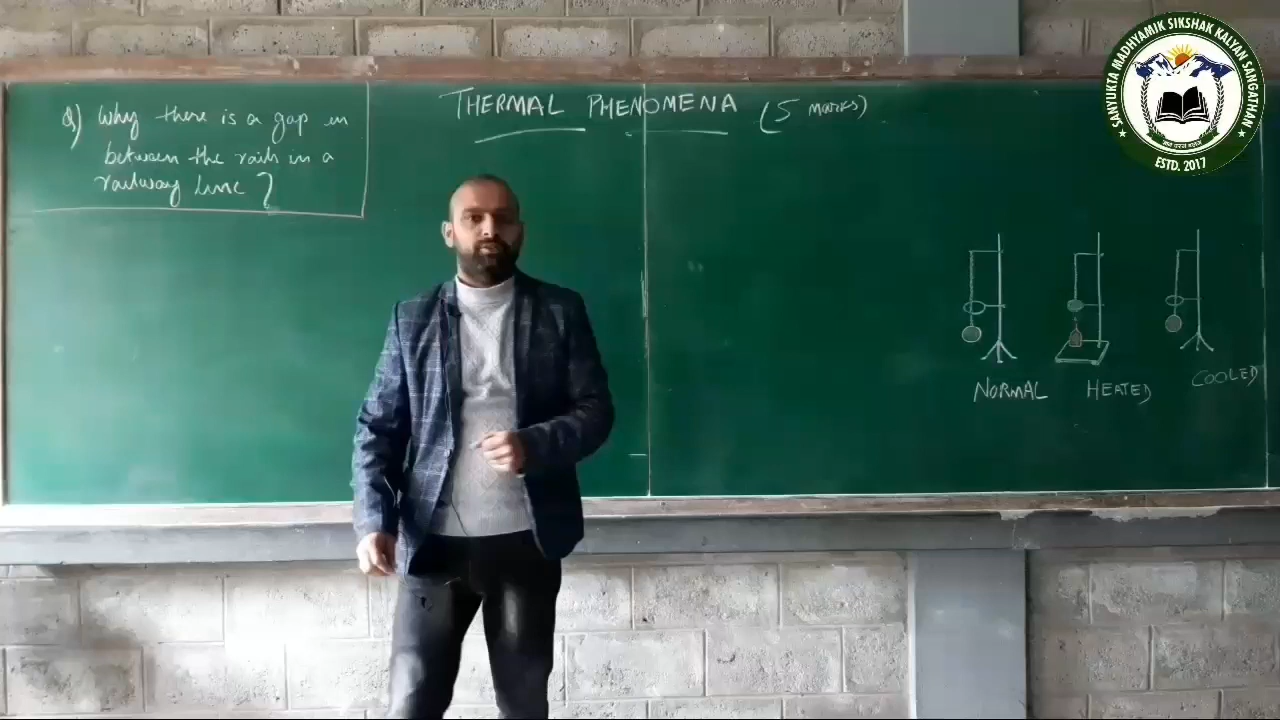 THERMAL PHENOMENA (5 marks)
Q) Why there is a gap in
between the rails in a
railway line ?
NORMAL
HEATED
COOLED
SANYUKTA MADHYAMIK SIKSHAK KALYAN SANGATHAN
ESTD. 2017